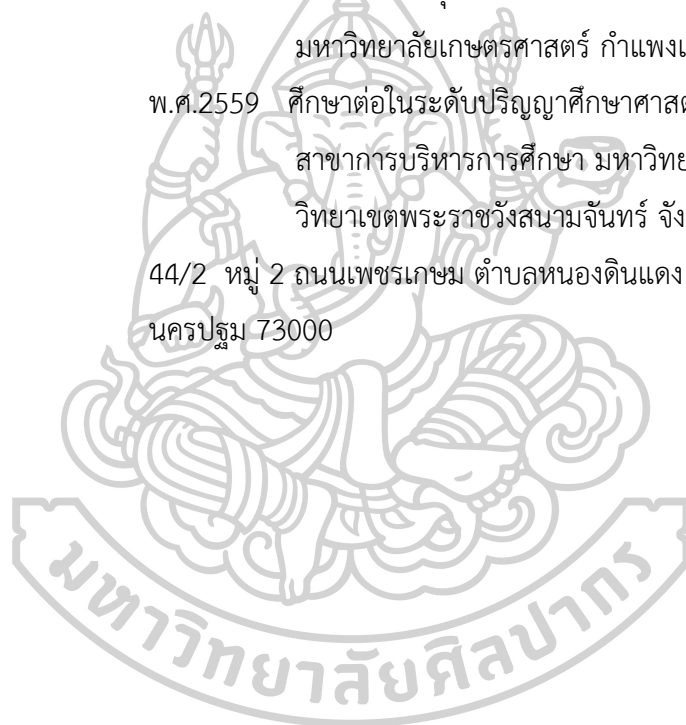 มหาวิทยาลัยเกษตรศาสตร์ กำแพงแ
พ.ศ.2559 ศึกษาต่อในระดับปริญญาศึกษาศาสต
สาขาการบริหารการศึกษา มหาวิทย
วิทยาเขตพระราชวังสนามจันทร์ จัง
44/2 หมู่ 2 ถนนเพชรเกษม ตำบลหนองดินแดง
นครปฐม 73000
มหาวิทยาลัยศิลปากร